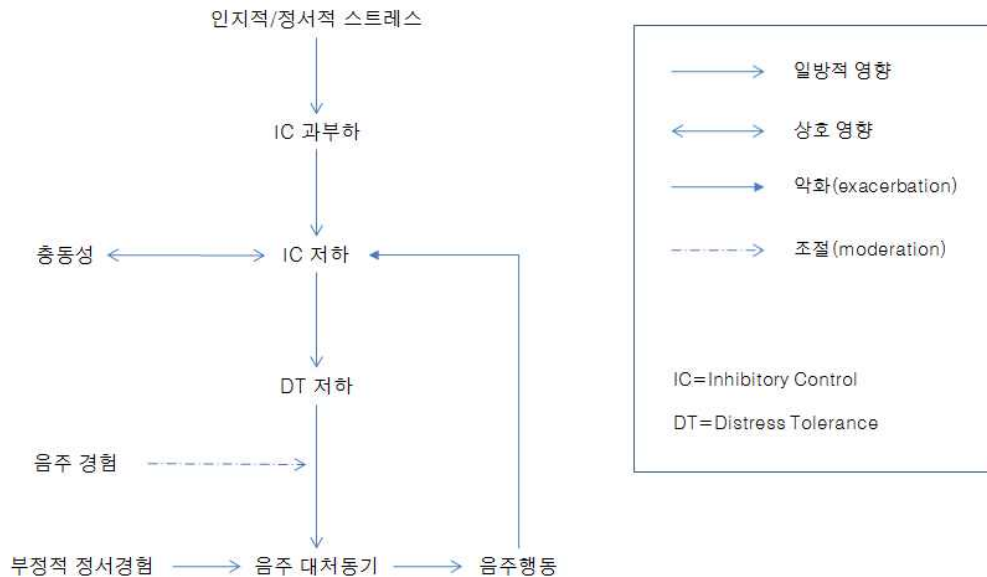 인지적/정서적 스트레스
IC 과부하
충동성
IC 저하
DT 저하
음주 경험
부정적 정서경험
음주 대처동기
음주행동
일방적 영향
상호 영향
악화(exacerbation)
조절(moderation)
IC=Inhibitory Control
DT=Distress Tolerance